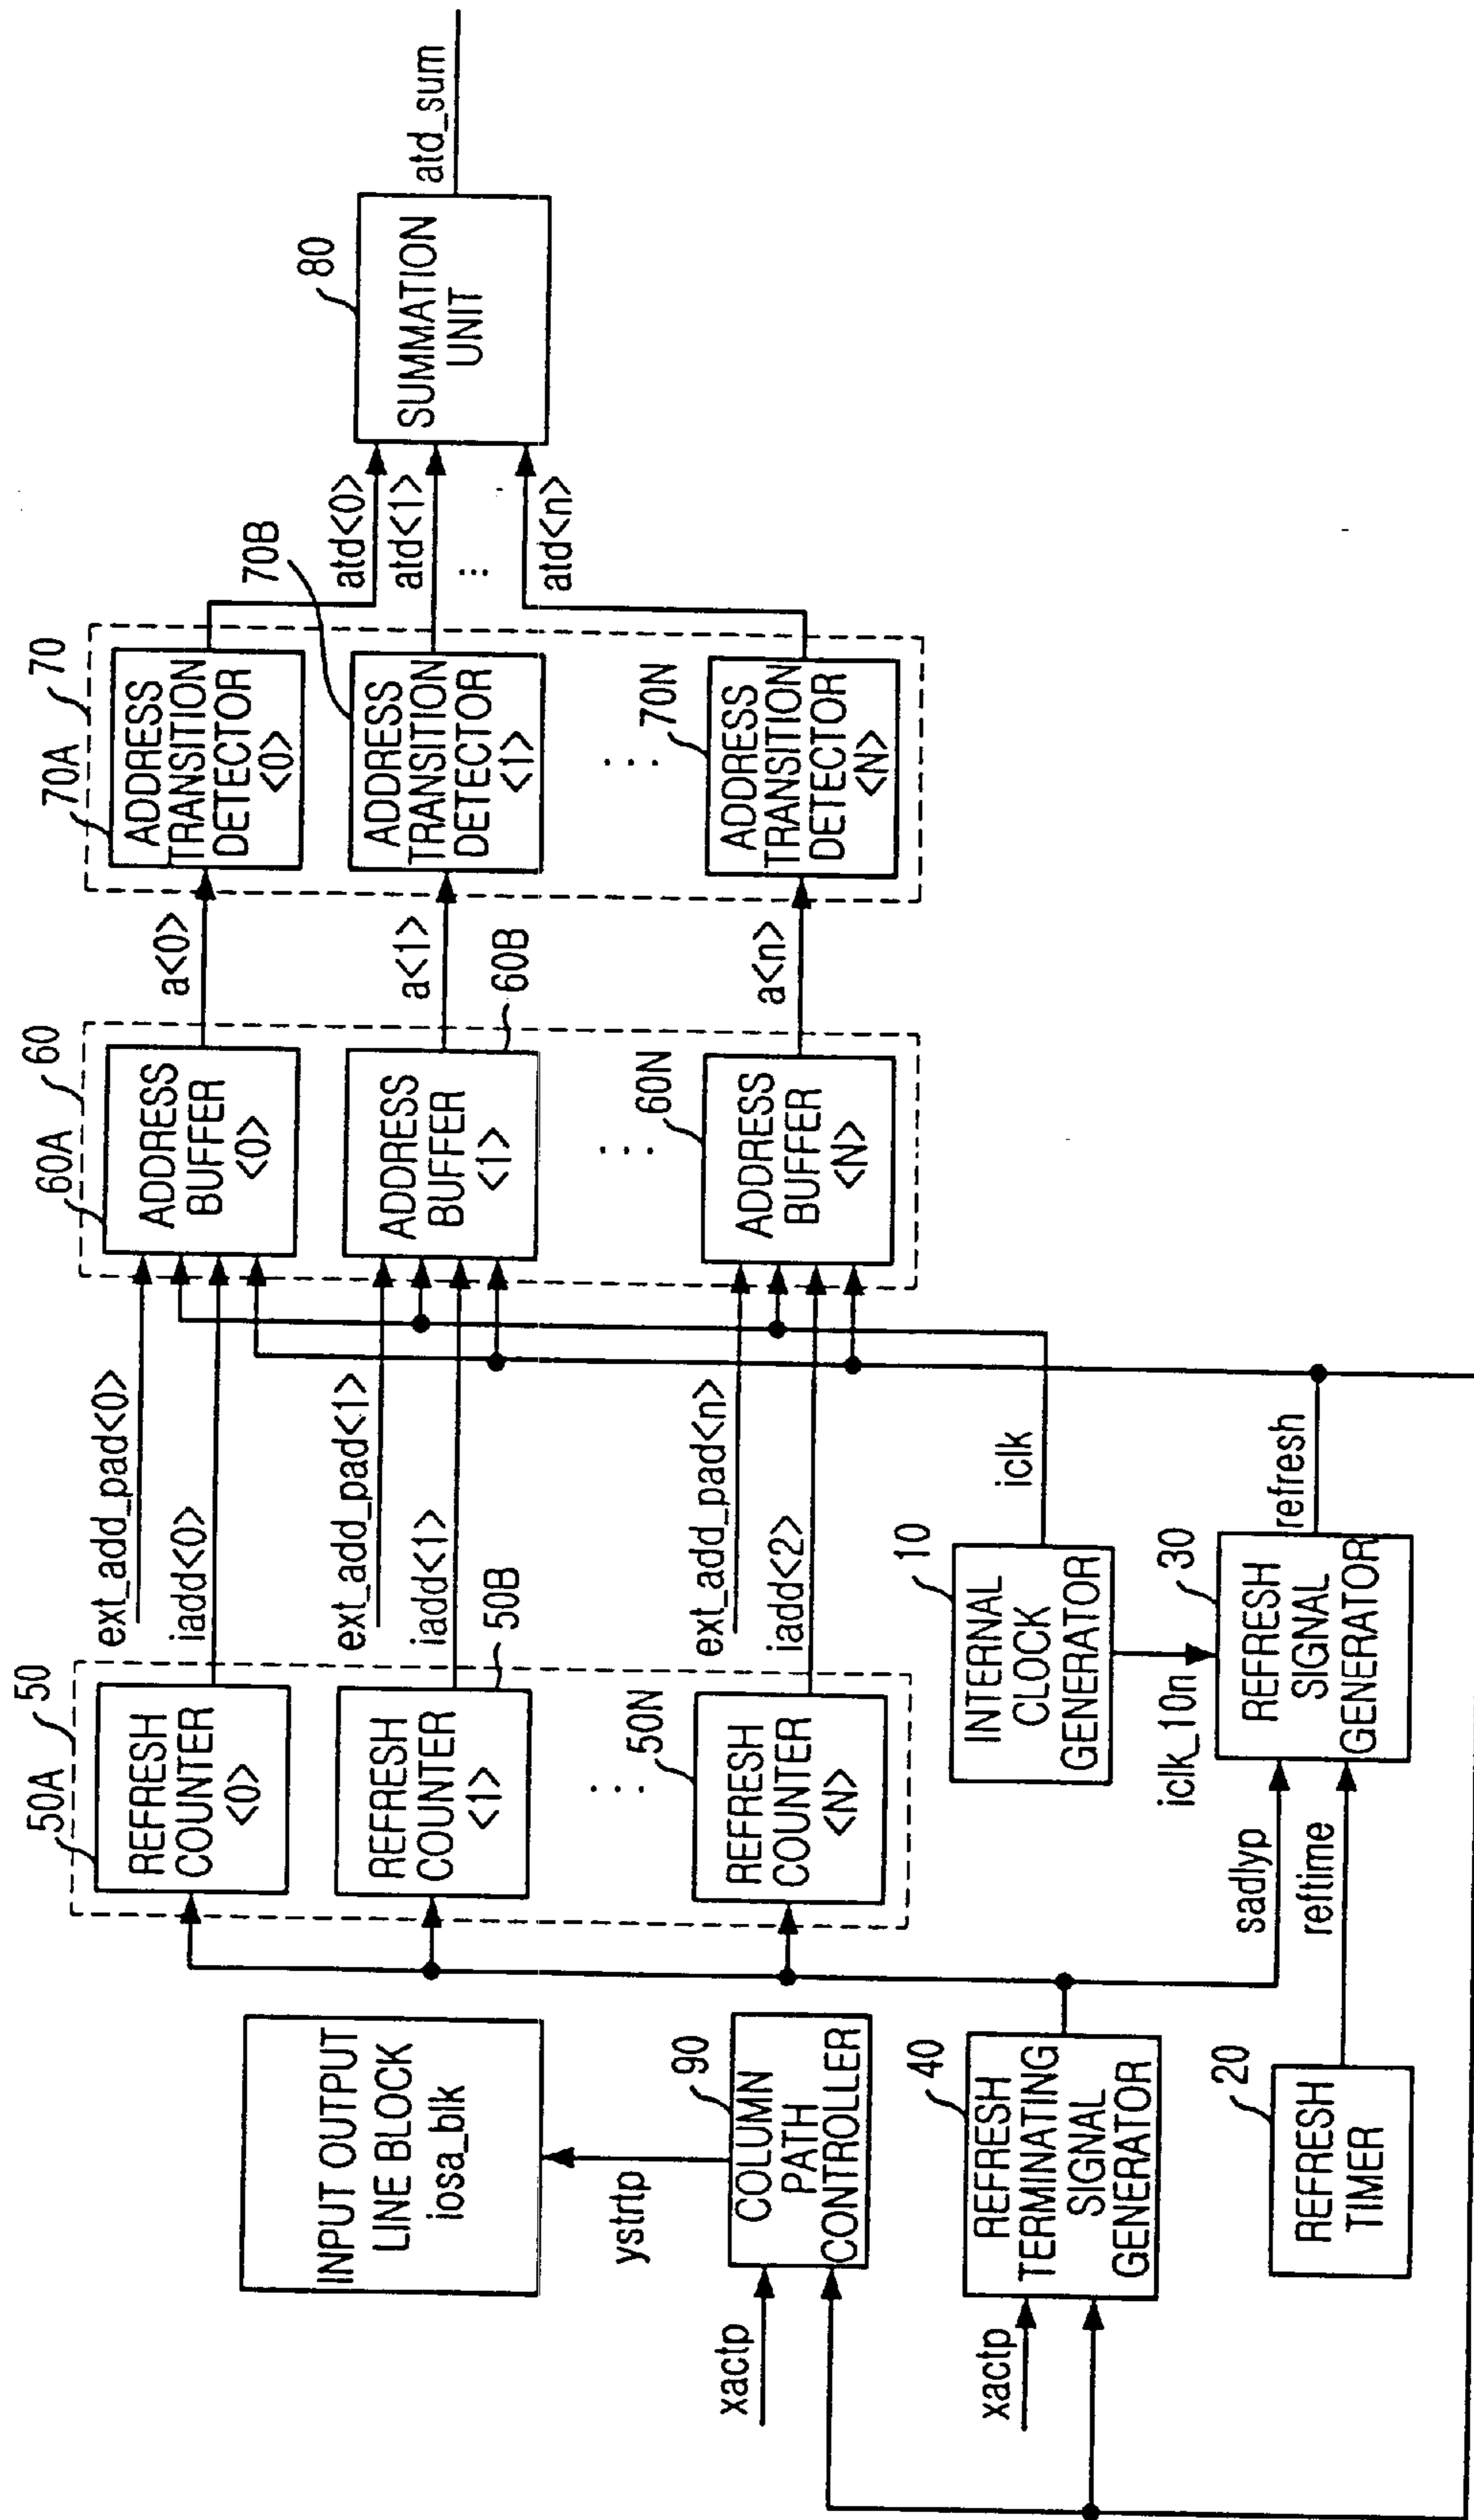 INPUT OUTPUT
LINE BLOCK
iosa_blk
ystrtp
xactp
90
COLUMN
PATH
CONTROLLER
xactp
40
REFRESH
TERMINATING
SIGNAL
GENERATOR
20
REFRESH
TIMER
50A
50
REFRESH
COUNTER
<0>
REFRESH
COUNTER
<1>
50B
...
50N
REFRESH
COUNTER
<N>
sadlyp
reftime
10
INTERNAL
CLOCK
GENERATOR
iclk_10n
30
REFRESH
SIGNAL
GENERATOR
iclk
refresh
ext_add_pad<0>
iadd<0>
ext_add_pad<1>
iadd<1>
ext_add_pad<n>
iadd<2>
60A
60
ADDRESS
BUFFER
<0>
ADDRESS
BUFFER
<1>
60B
...
60N
ADDRESS
BUFFER
<N>
a<0>
a<1>
a<n>
70A
70
ADDRESS
TRANSITION
DETECTOR
<0>
70B
ADDRESS
TRANSITION
DETECTOR
<1>
...
70N
ADDRESS
TRANSITION
DETECTOR
<N>
atd<0>
atd<1>
...
atd<n>
80
SUMMATION
UNIT
atd_sum